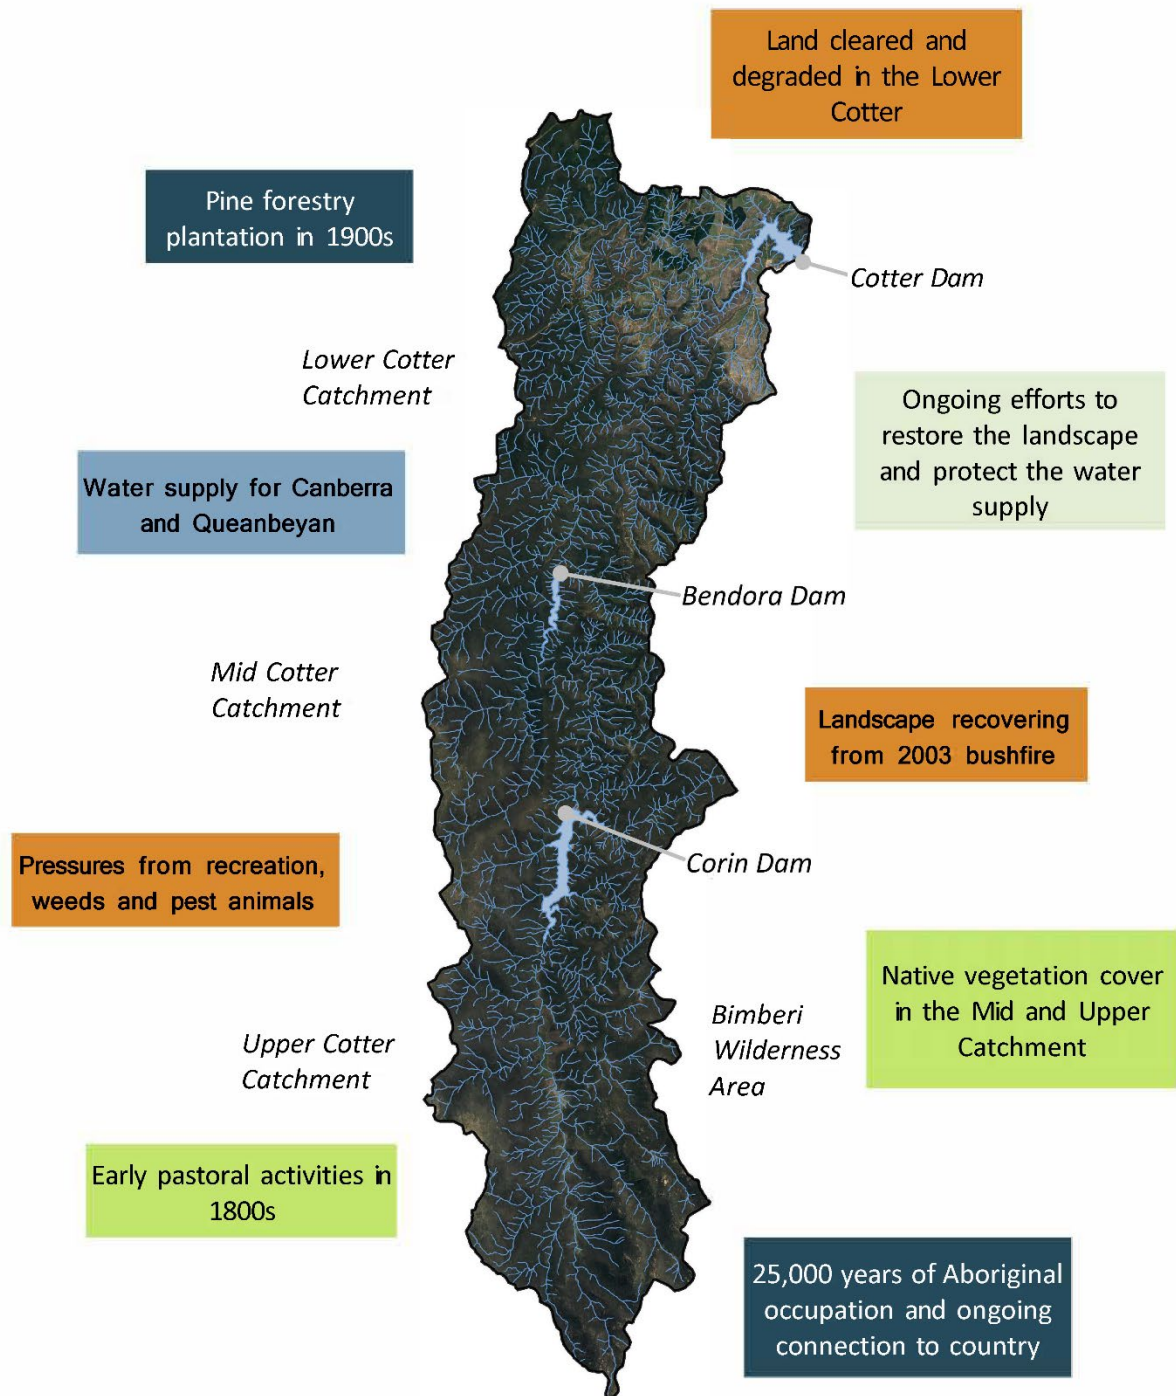 Land cleared and
degraded in the Lower
Cotter
Pine forestry
plantation in 1900s
Cotter Dam
Lower Cotter
Catchment
Ongoing efforts to
restore the landscape
and protect the water
supply
Water supply for Canberra
and Queanbeyan
Bendora Dam
Mid Cotter
Catchment
Landscape recovering
from 2003 bushfire
Pressures from recreation,
weeds and pest animals
Corin Dam
Native vegetation cover
in the Mid and Upper
Catchment
Bimberi
Wilderness
Area
Upper Cotter
Catchment
Early pastoral activities in
1800s
25,000 years of Aboriginal
occupation and ongoing
connection to country